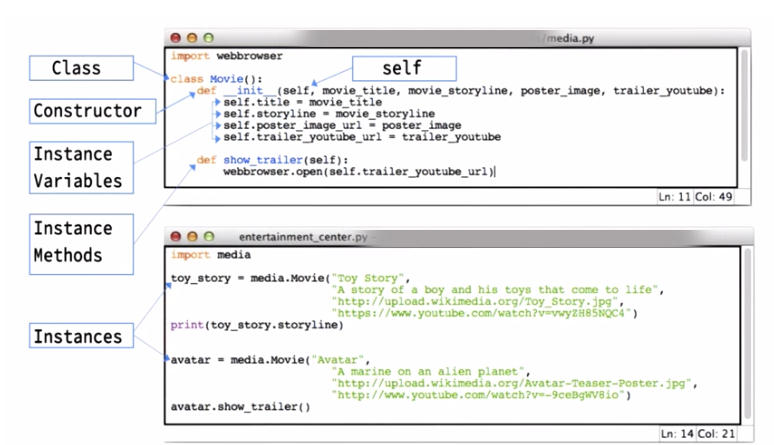 /media.py
import webbrowser
Class
self
class Movie():
def __init__(self, movie_title, movie_storyline, poster_image, trailer_youtube):
Constructor
self.title = movie_title
self.storyline = movie_storyline
self.poster_image_url = poster_image
self.trailer_youtube_url = trailer_youtube
Instance
Variables
def show_trailer(self):
webbrowser.open(self.trailer_youtube_url)
Ln: 11 Col: 49
Instance
Methods
entertainment_center.py -
import media
toy_story = media.Movie("Toy Story",
"A story of a boy and his toys that come to life",
"http://upload.wikimedia.org/Toy_Story.jpg",
"https://www.youtube.com/watch?v=vwyZH85NQC4")
print(toy_story.storyline)
Instances
avatar = media.Movie("Avatar",
"A marine on an alien planet",
"http://upload.wikimedia.org/Avatar-Teaser-Poster.jpg",
"http://www.youtube.com/watch?v=-9ceBgWV8io")
avatar.show_trailer()
Ln: 14 Col: 21